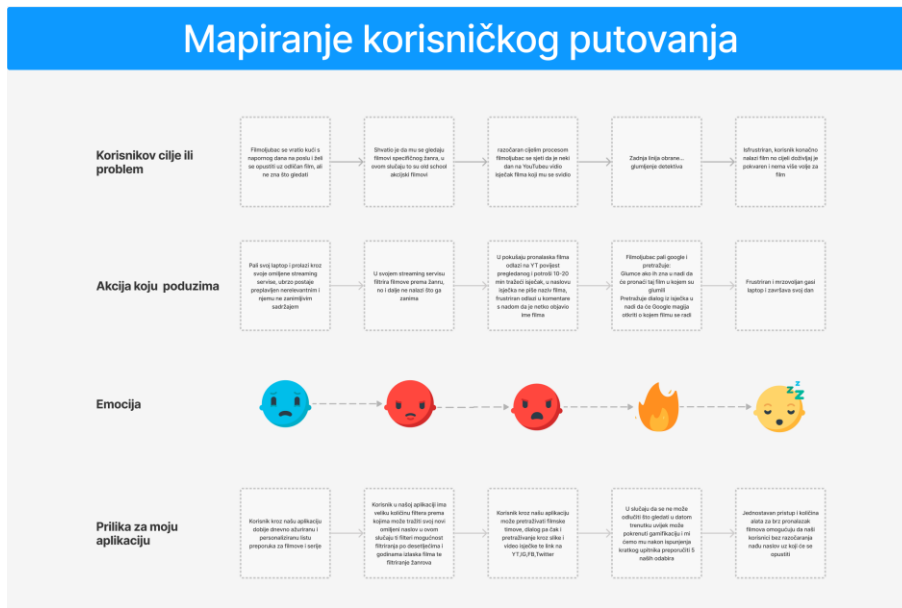 Mapiranje korisničkog putovanja
Korisnikov cilje ili
problem
Filmoljubac se vratio kući s
napornog dana na poslu i želi
se opustiti uz odličan film, ali
ne zna što gledati
Shvatio je da mu se gledaju
filmovi specifičnog žanra, u
ovom slučaju to su old school
akcijski filmovi
razočaran cijelim procesom
filmoljubac se sjeti da je neki
dan na YouTubeu vidio
isječak filma koji mu se svidio
Zadnja linija obrane...
glumljenje detektiva
Isfrustriran, korisnik konačno
nalazi film no cijeli doživljaj je
pokvaren i nema više volje za
film
Akcija koju  poduzima
Pali svoj laptop i prolazi kroz
svoje omiljene streaming
servise, ubrzo postaje
preplavljen nerelevantnim i
njemu ne zanimljivim
sadržajem
U svojem streaming servisu
filtrira filmove prema žanru,
no i dalje ne nalazi što ga
zanima
U pokušaju pronalaska filma
odlazi na YT povijest
pregledanog i potroši 10-20
min tražeći isječak, u naslovu
isječka ne piše naziv filma,
frustriran odlazi u komentare
s nadom da je netko objavio
ime filma
Filmoljubac pali google i
pretražuje:
Glumce ako ih zna u nadi da
će pronaći taj film u kojem su
glumili
Pretražuje dialog iz isječka u
nadi da će Google magija
otkriti o kojem filmu se radi
Frustriran i mrzovoljan gasi
laptop i završava svoj dan
Emocija
z z z
Prilika za moju
aplikaciju
Korisnik kroz našu aplikaciju
dobije dnevno ažuriranu i
personaliziranu listu
preporuka za filmove i serije
Korisnik u našoj aplikaciji ima
veliku količinu filtera prema
kojima može tražiti svoj novi
omiljeni naslov u ovom
slučaju ti filteri mogućnost
filtriranja po desetljećima i
godinama izlaska filma te
filtriranje žanrova
Korisnik kroz našu aplikaciju
može pretraživati filmske
timove, dialog pa čak i
pretraživanje kroz slike i
video isječke te link na
YT,IG,FB,Twitter
U slučaju da se ne može
odlučiti što gledati u datom
trenutku uvijek može
pokrenuti gamifikaciju i mi
ćemo mu nakon ispunjenja
kratkog upitnika preporučiti 5
naših odabira
Jednostavan pristup i količina
alata za brz pronalazak
filmova omogućuju da naši
korisnici bez razočaranja
nađu naslov uz koji će se
opustiti